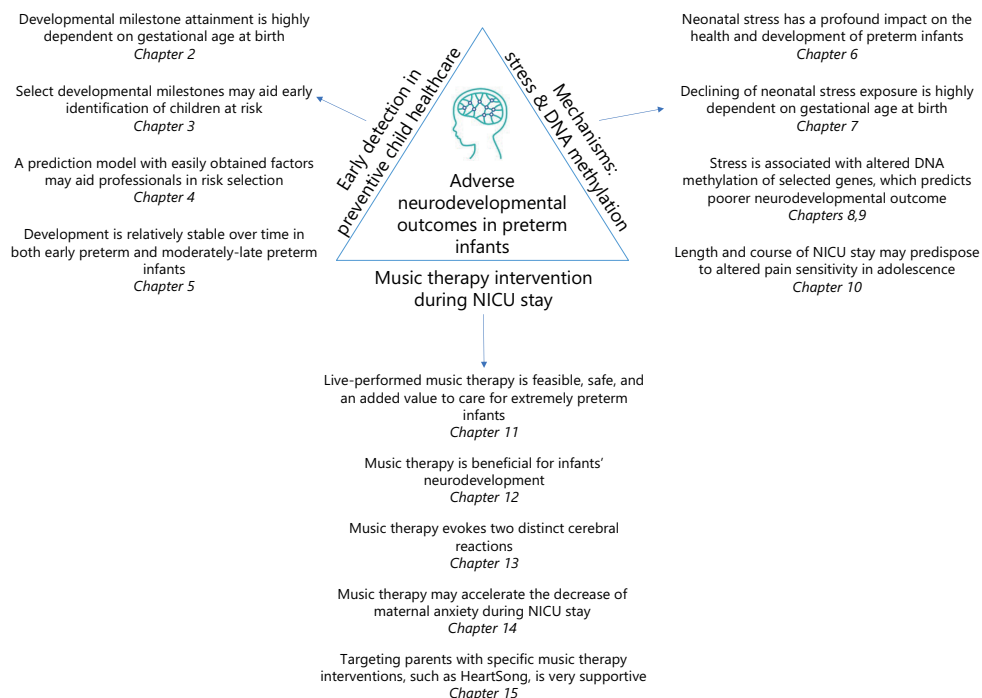 Developmental milestone attainment is highly
dependent on gestational age at birth
Chapter 2
Select developmental milestones may aid early
identification of children at risk
Chapter 3
A prediction model with easily obtained factors
may aid professionals in risk selection
Chapter 4
Development is relatively stable over time in
both early preterm and moderately-late preterm
infants
Chapter 5
Early detection in
preventive child healthcare
Adverse
neurodevelopmental
outcomes in preterm
infants
Mechanisms:
stress & DNA methylation
Neonatal stress has a profound impact on the
health and development of preterm infants
Chapter 6
Declining of neonatal stress exposure is highly
dependent on gestational age at birth
Chapter 7
Stress is associated with altered DNA
methylation of selected genes, which predicts
poorer neurodevelopmental outcome
Chapters 8,9
Length and course of NICU stay may predispose
to altered pain sensitivity in adolescence
Chapter 10
Music therapy intervention
during NICU stay
Live-performed music therapy is feasible, safe, and
an added value to care for extremely preterm
infants
Chapter 11
Music therapy is beneficial for infants’
neurodevelopment
Chapter 12
Music therapy evokes two distinct cerebral
reactions
Chapter 13
Music therapy may accelerate the decrease of
maternal anxiety during NICU stay
Chapter 14
Targeting parents with specific music therapy
interventions, such as HeartSong, is very supportive
Chapter 15